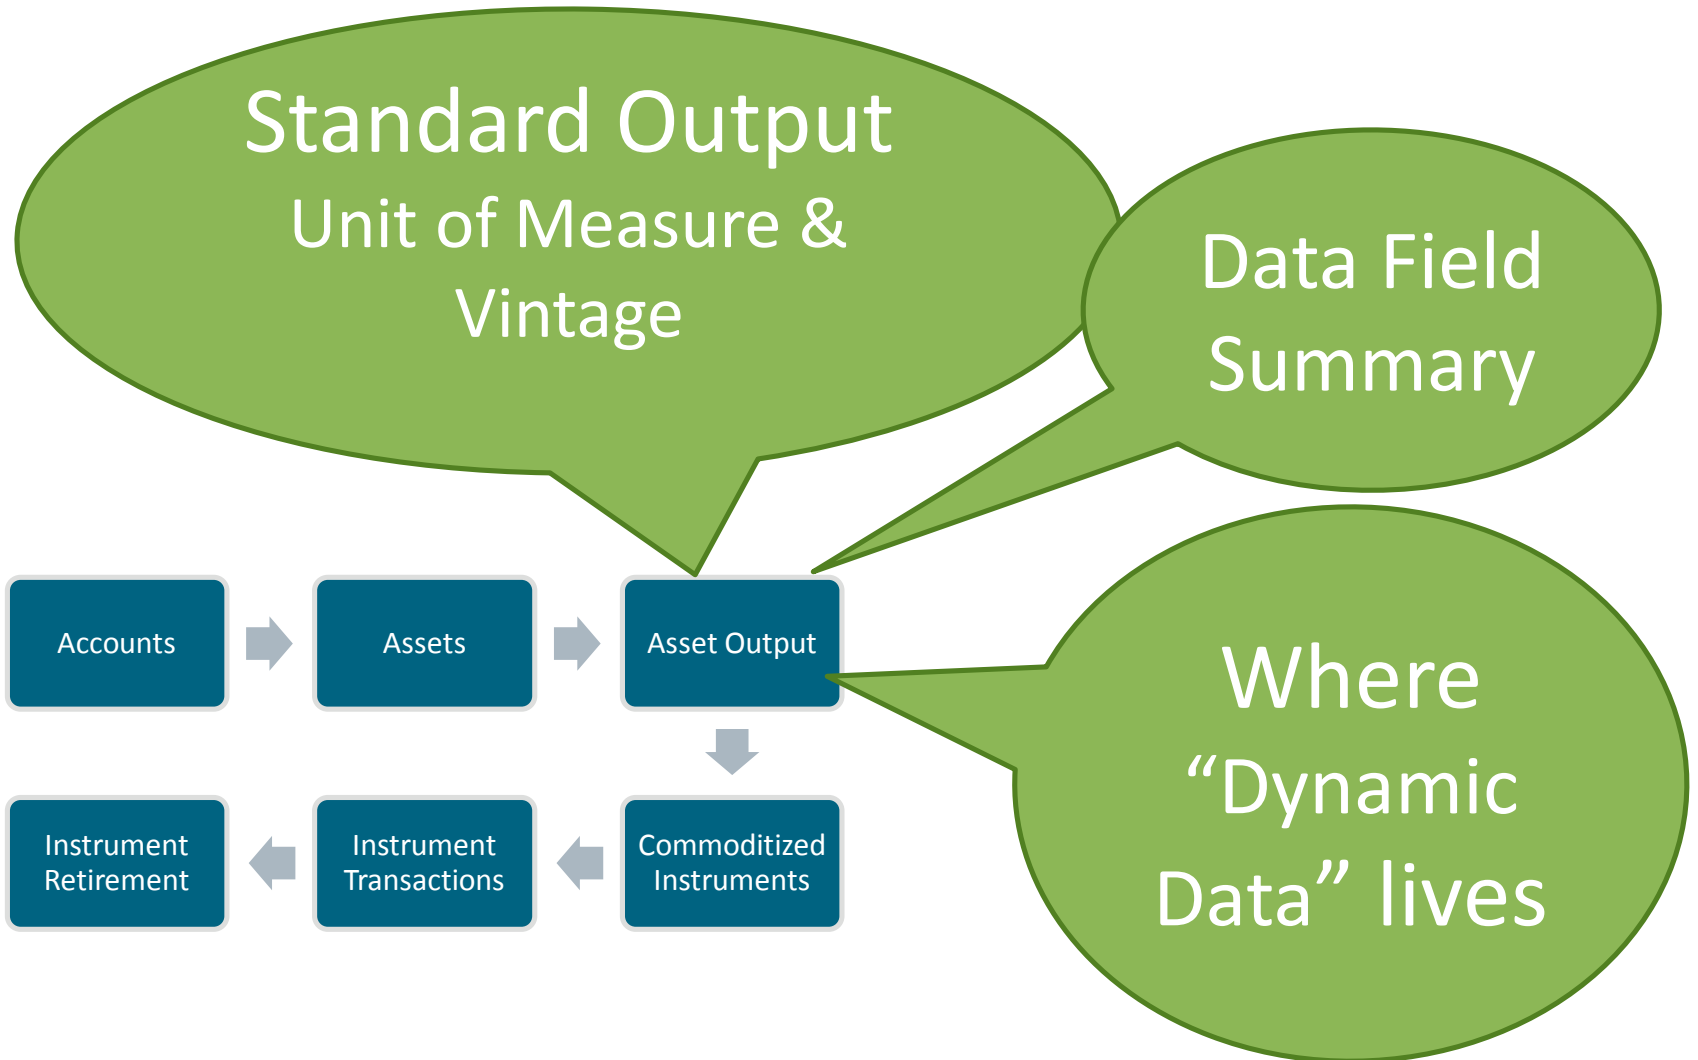 Standard Output
Unit of Measure &
Vintage
Data Field
Summary
Where
“Dynamic
Data” lives
Accounts
Assets
Asset Output
Instrument
Retirement
Instrument
Transactions
Commoditized
Instruments